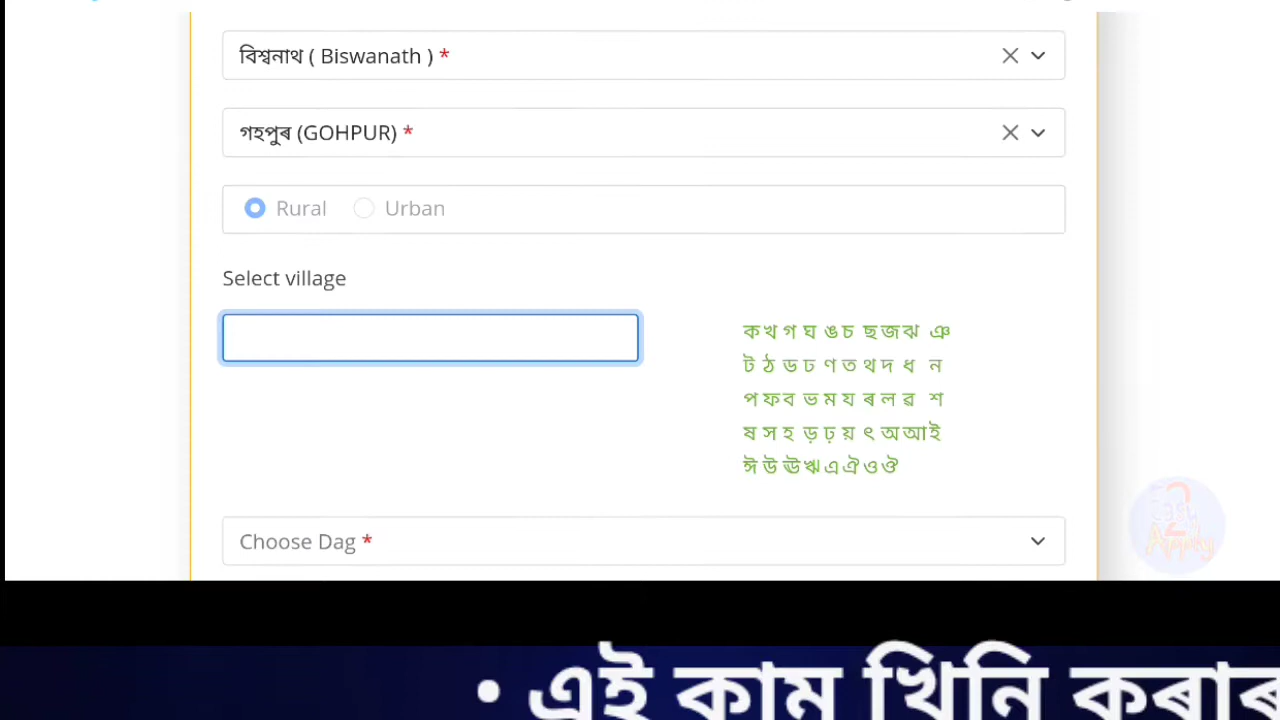 বিশ্বনাথ ( Biswanath ) *
গহপুৰ (GOHPUR) *
Rural Urban
Select village
ক খ গ ঘ ঙ চ ছ জ ঝ ঞ
ট ঠ ড ঢ ণ ত থ দ ধ ন
প ফ ব ভ ম য ৰ ল ৱ শ
ষ স হ ড় ঢ় য় ৎ অ আ ই
ঈ উ ঊ ঋ এ ঐ ও ঔ
Choose Dag *
• এই কাম খিনি কৰাৰ